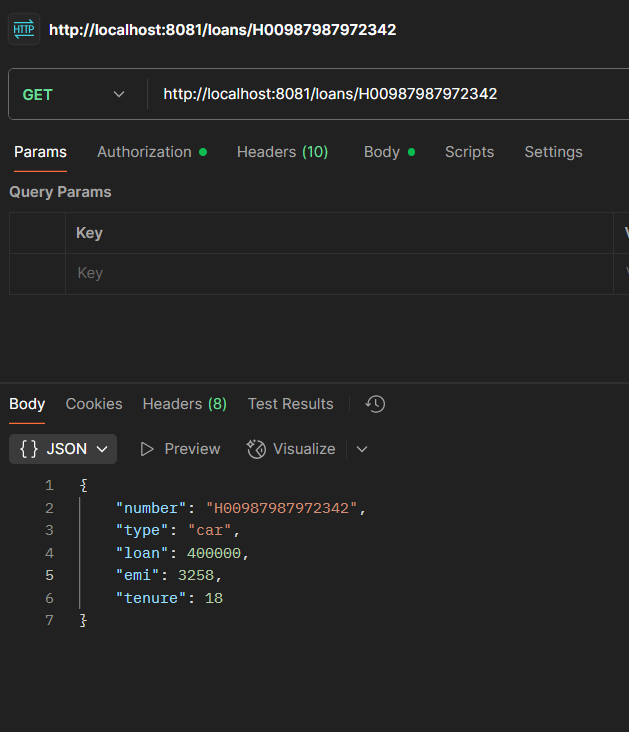 HTTP http://localhost:8081/loans/H00987987972342
GET http://localhost:8081/loans/H00987987972342
Params Authorization Headers (10) Body Scripts Settings
Query Params
Key
Key
Body Cookies Headers (8) Test Results
{} JSON Preview Visualize
1 {
2 "number": "H00987987972342",
3 "type": "car",
4 "loan": 400000,
5 "emi": 3258,
6 "tenure": 18
7 }